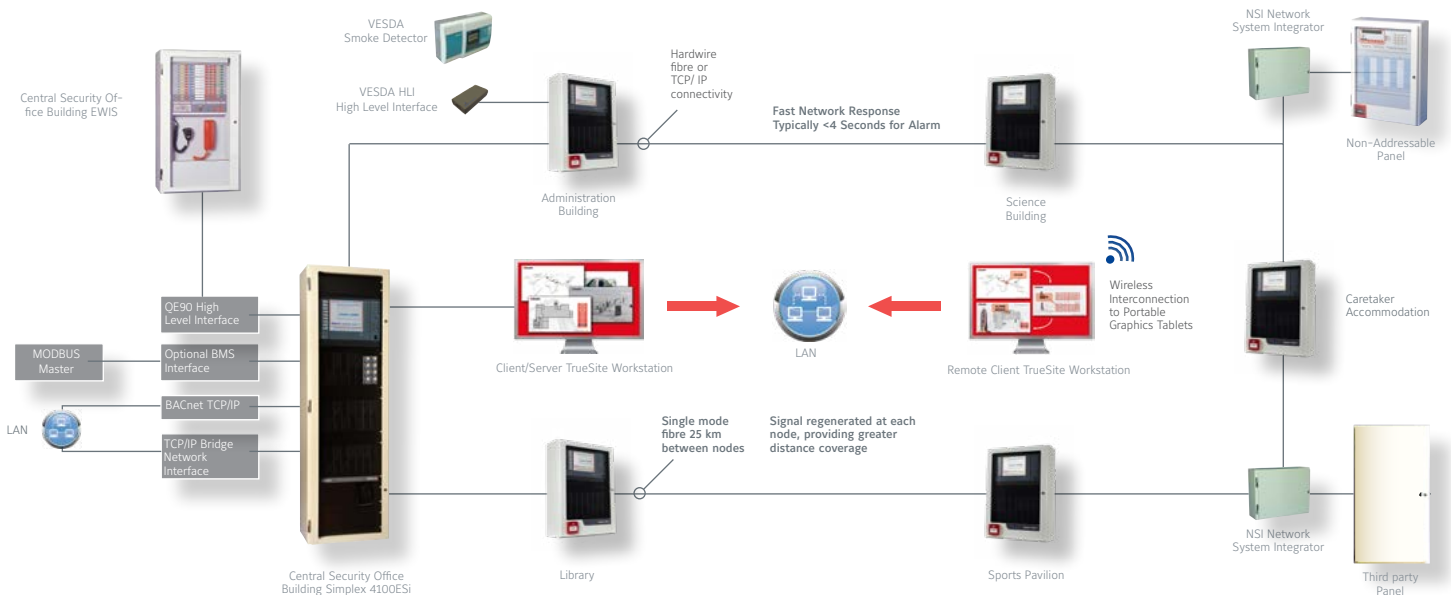 VESDA
Smoke Detector
VESDA HLI
High Level Interface
Central Security Of-
fice Building EWIS
Hardwire
fibre or
TCP/ IP
connectivity
Fast Network Response
Typically <4 Seconds for Alarm
NSI Network
System Integrator
Non-Addressable
Panel
Administration
Building
Science
Building
QE90 High
Level Interface
MODBUS
Master
Optional BMS
Interface
BACnet TCP/IP
LAN
TCP/IP Bridge
Network
Interface
Client/Server TrueSite Workstation
LAN
Remote Client TrueSite Workstation
Wireless
Interconnection
to Portable
Graphics Tablets
Caretaker
Accommodation
Single mode
fibre 25 km
between nodes
Signal regenerated at each
node, providing greater
distance coverage
Central Security Office
Building Simplex 4100ESi
Library
Sports Pavilion
NSI Network
System Integrator
Third party
Panel